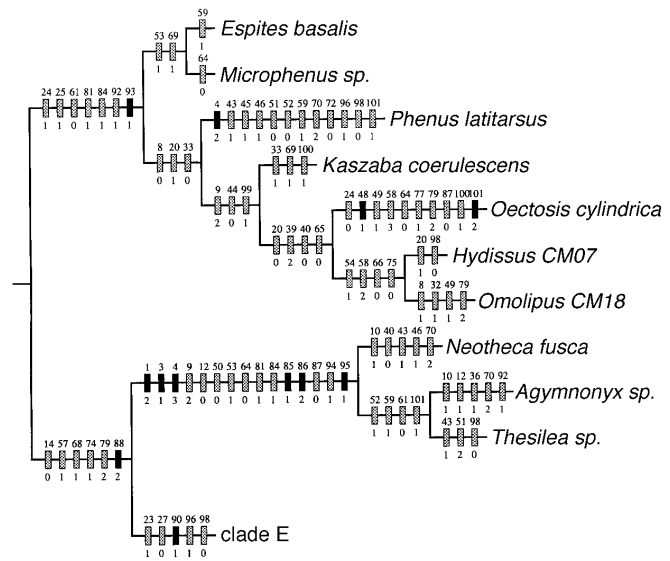 59
Espites basalis
53 69
1
1 1
64
24 25 61 81 84 92 93
Microphenus sp.
0
1 1 0 1 1 1 1
4 43 45 46 51 52 59 70 72 96 98 101
Phenus latitarsus
8 20 33
2 1 1 1 0 0 1 2 0 1 0 1
33 69 100
Kaszaba coerulescens
0 1 0
1 1 1
9 44 99
24 48 49 58 64 77 79 87 100 101
2 0 1
Oectosis cylindrica
20 39 40 65
0 1 1 3 0 1 2 0 1 2
0 2 0 0
20 98
54 58 66 75
Hydissus CM07
1 0
8 32 49 79
1 2 0 0
Omolipus CM18
1 1 1 2
10 40 43 46 70
Neotheca fusca
1 3 4 9 12 50 53 64 81 84 85 86 87 94 95
1 0 1 1 2
2 1 3 2 0 0 1 0 1 1 1 2 0 1 1
10 12 36 70 92
Agymnonyx sp.
52 59 61 101
1 1 1 2 1
43 51 98
1 1 0 1
14 57 68 74 79 88
Thesilea sp.
1 2 0
0 1 1 1 2 2
23 27 90 96 98
clade E
1 0 1 1 0